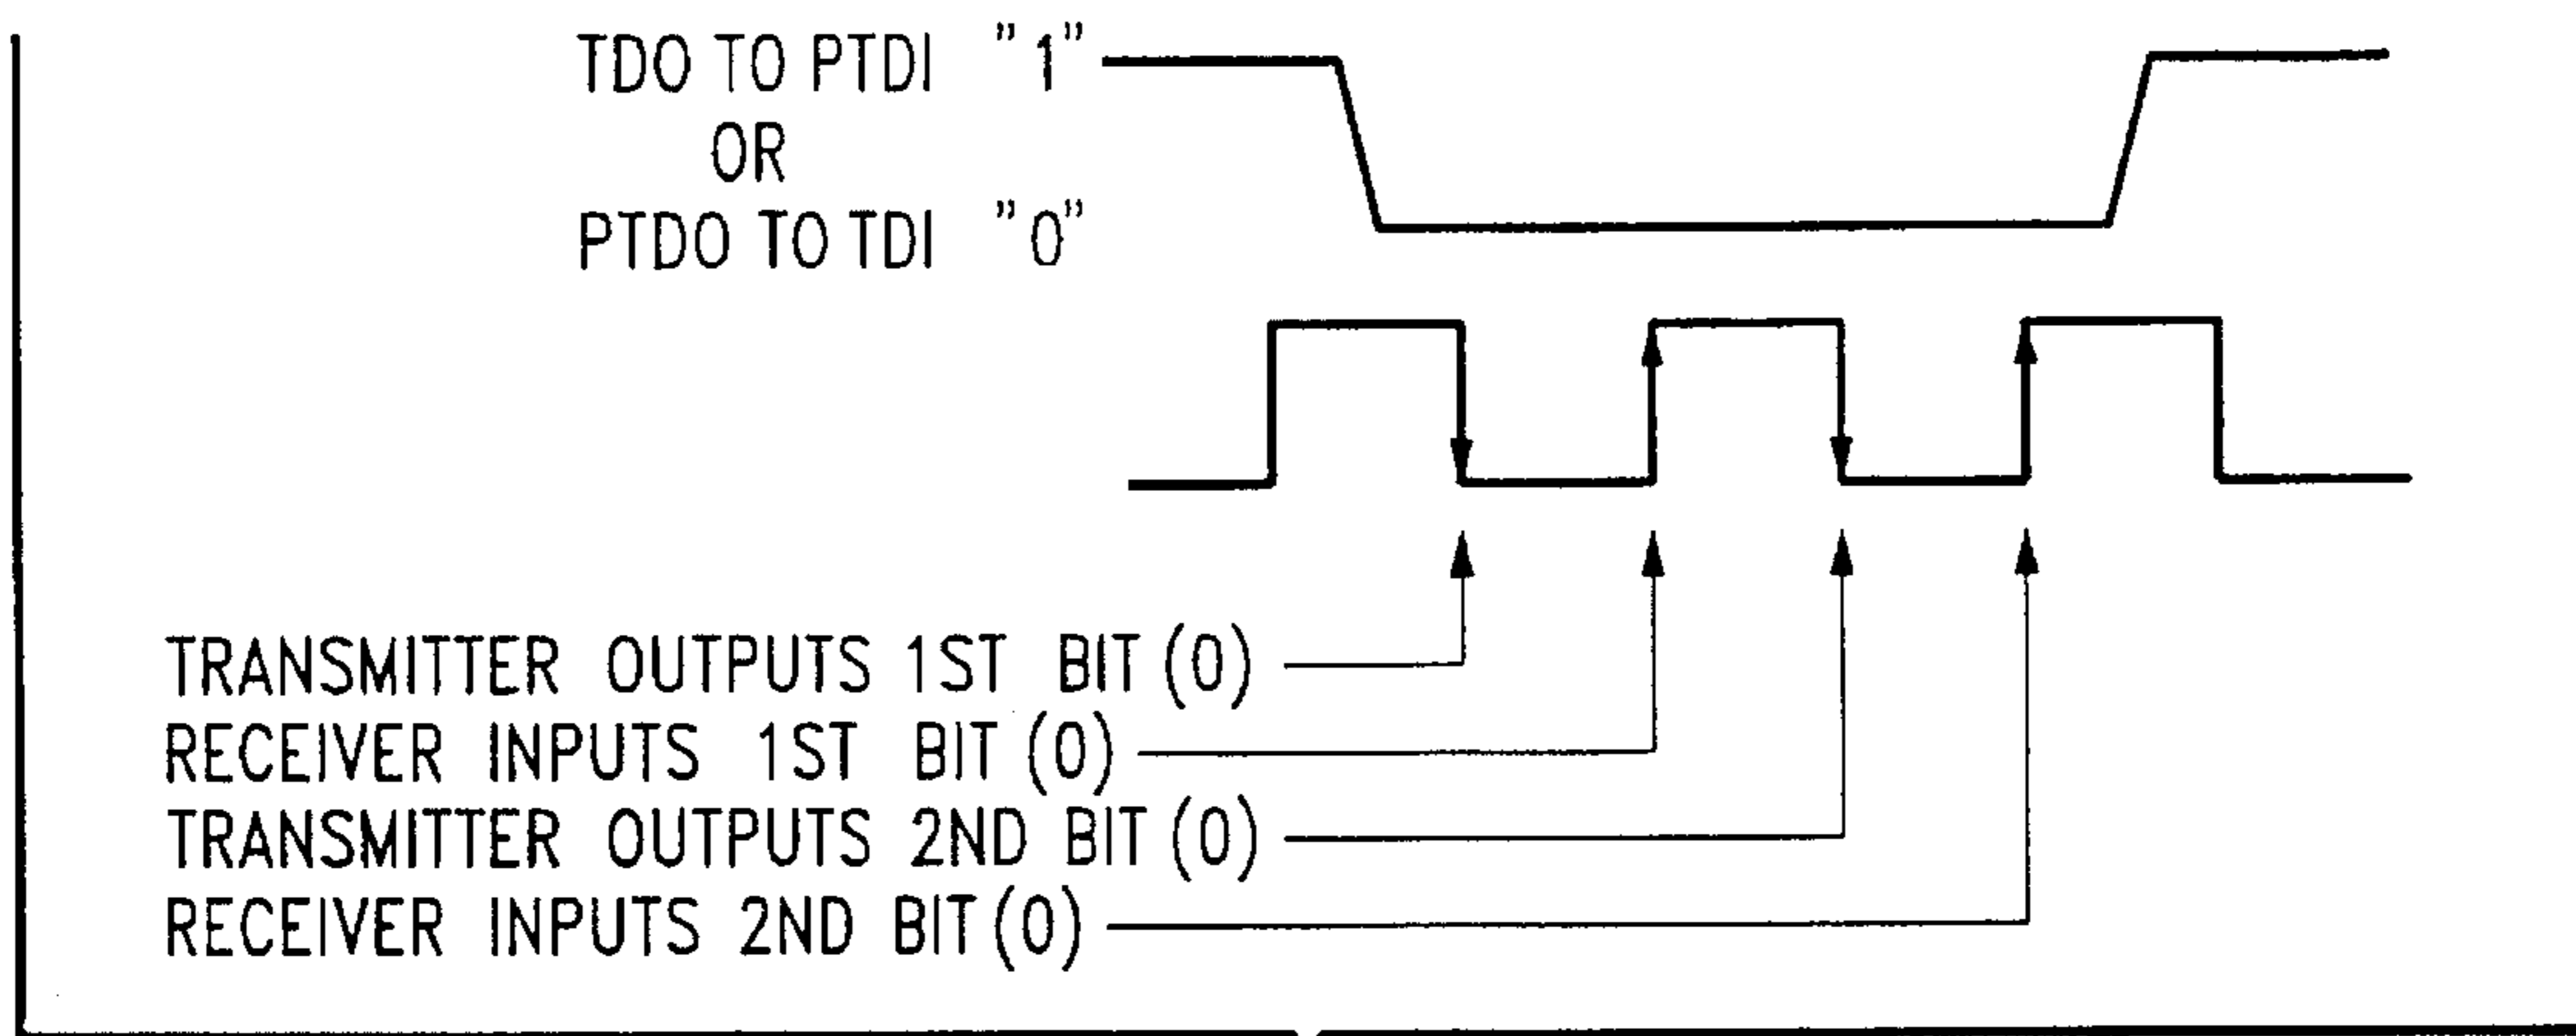 TDO TO PTDI "1"
OR
PTDO TO TDI "0"
TRANSMITTER OUTPUTS 1ST BIT (0)
RECEIVER INPUTS 1ST BIT (0)
TRANSMITTER OUTPUTS 2ND BIT (0)
RECEIVER INPUTS 2ND BIT (0)